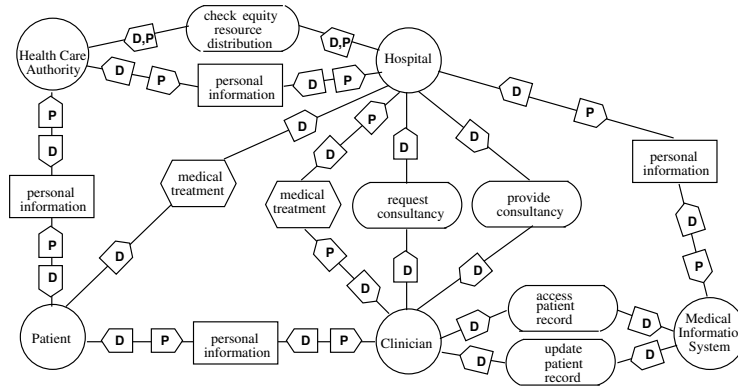 check equity
resource
distribution
D,P
D,P
Health Care
Authority
Hospital
D
P
personal
information
D
P
D
P
P
D
D
D
P
D
D
personal
information
medical
treatment
medical
treatment
request
consultancy
provide
consultancy
personal
information
P
D
D
P
D
D
D
D
P
Patient
D
P
personal
information
D
P
Clinician
D
access
patient
record
D
D
update
patient
record
D
Medical
Information
System